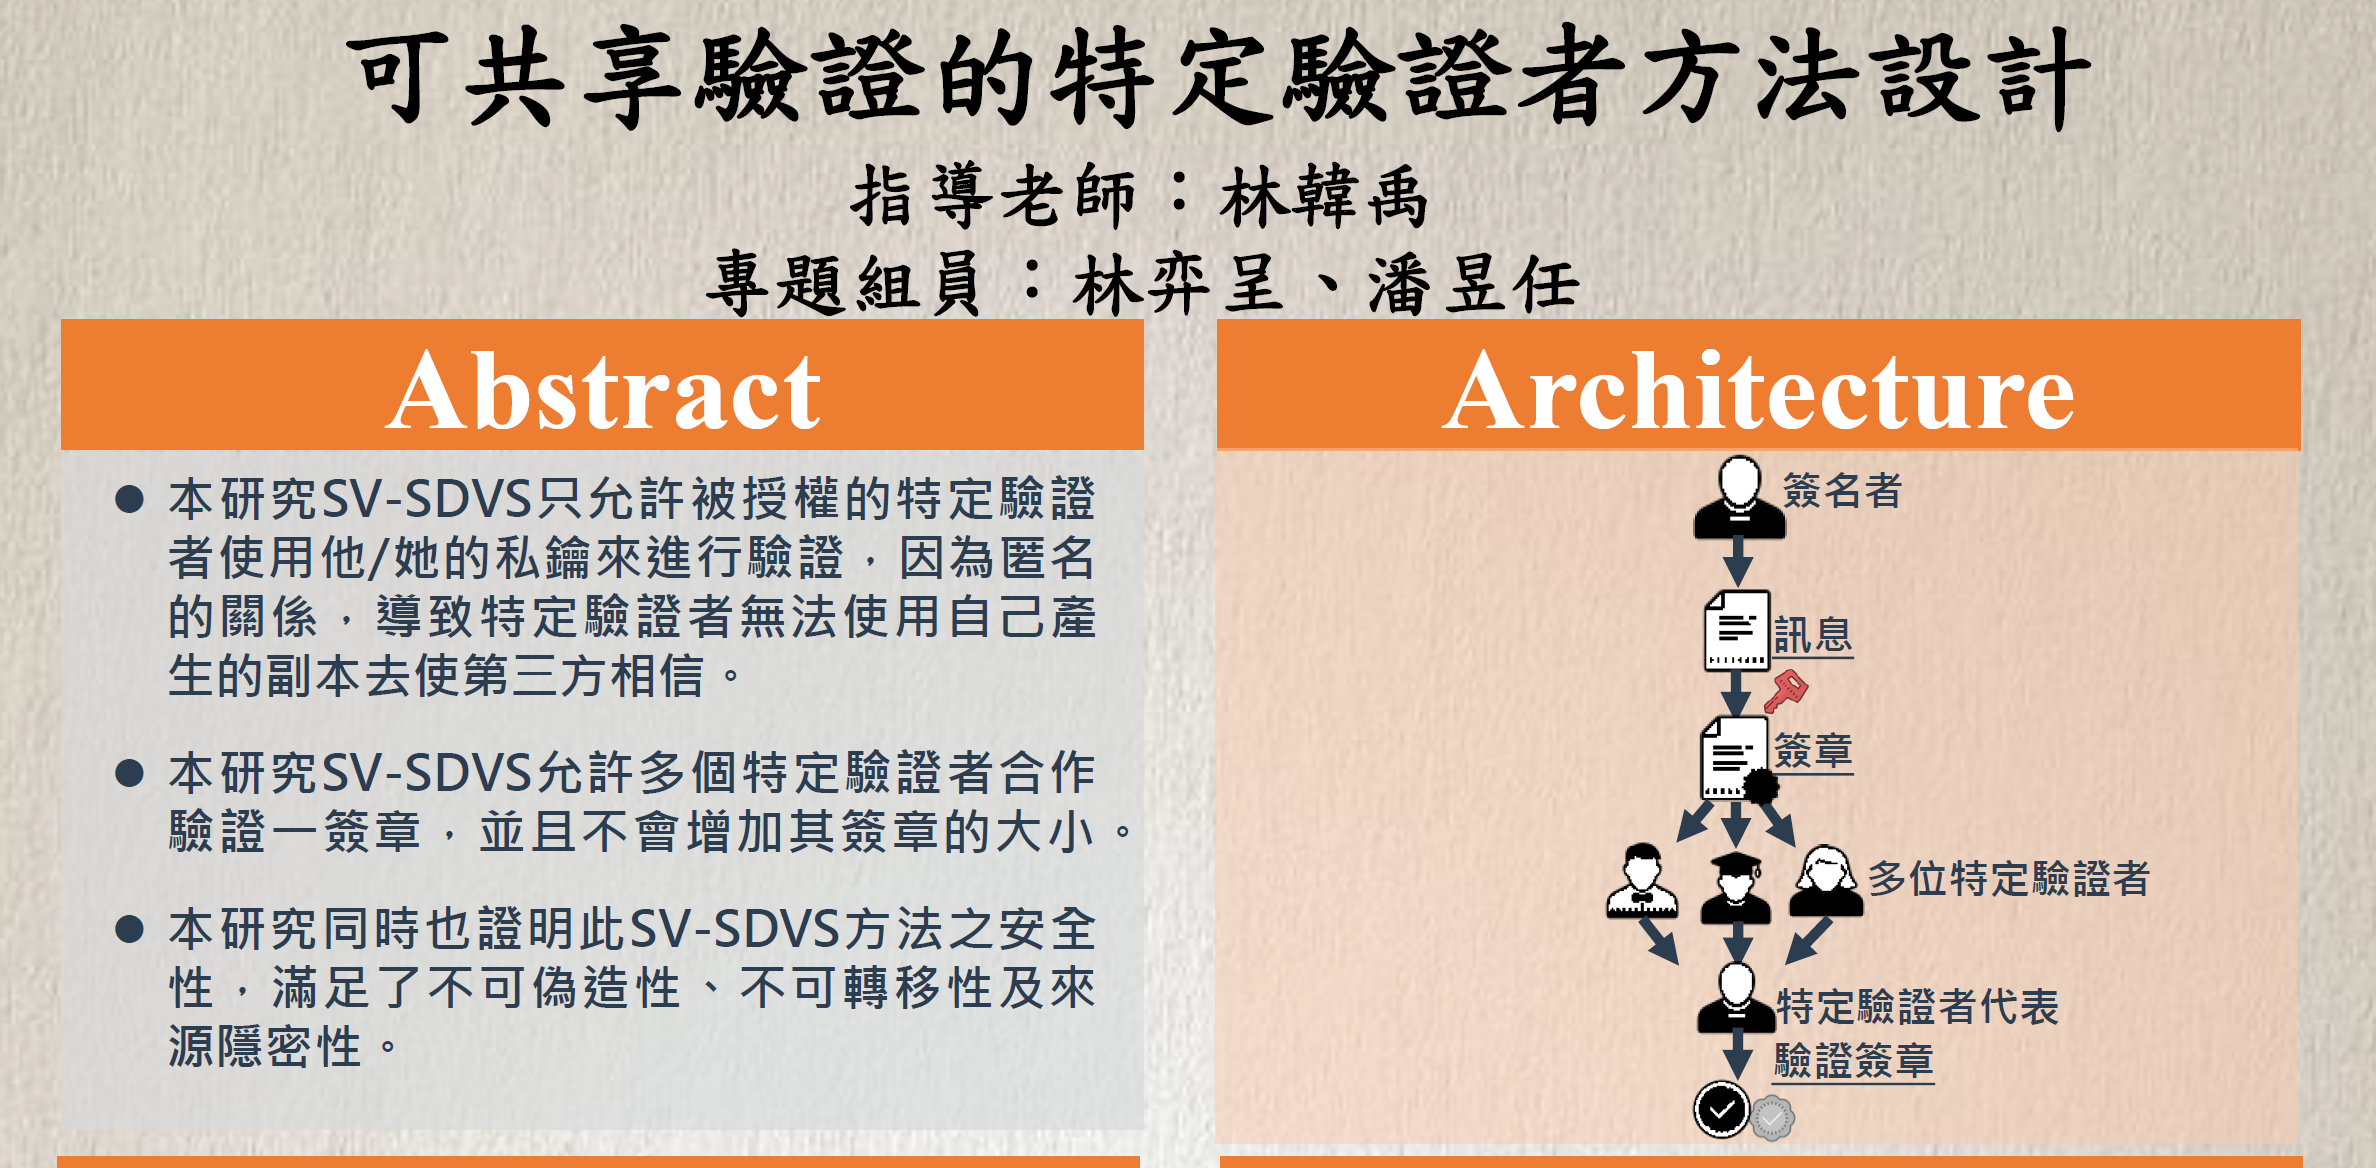 可共享驗證的特定驗證者方法設計
指導老師：林韓禹
專題組員：林弈呈、潘昱任
Abstract
● 本研究SV-SDVS只允許被授權的特定驗證
者使用他/她的私鑰來進行驗證，因為匿名
的關係，導致特定驗證者無法使用自己產
生的副本去使第三方相信。
● 本研究SV-SDVS允許多個特定驗證者合作
驗證一簽章，並且不會增加其簽章的大小。
● 本研究同時也證明此SV-SDVS方法之安全
性，滿足了不可偽造性、不可轉移性及來
源隱密性。
Architecture
簽名者
訊息
簽章
多位特定驗證者
特定驗證者代表
驗證簽章